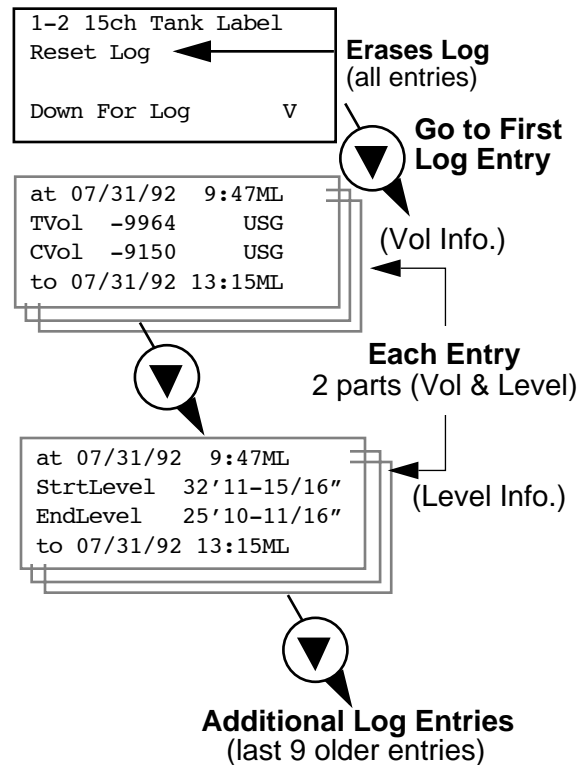 1-2 15ch Tank Label
Reset Log
Down For Log V
Erases Log
(all entries)
Go to First
Log Entry
at 07/31/92 9:47ML
TVol -9964 USG
CVol -9150 USG
to 07/31/92 13:15ML
(Vol Info.)
Each Entry
2 parts (Vol & Level)
at 07/31/92 9:47ML
StrtLevel 32'11-15/16"
EndLevel 25'10-11/16"
to 07/31/92 13:15ML
(Level Info.)
Additional Log Entries
(last 9 older entries)